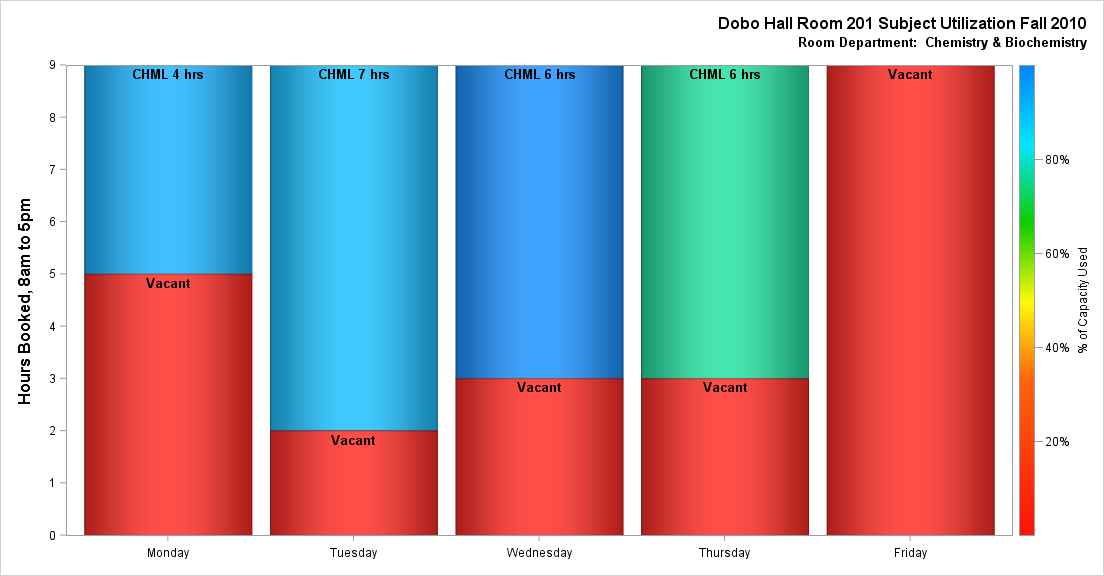 Dobo Hall Room 201 Subject Utilization Fall 2010
Room Department:  Chemistry & Biochemistry
Hours Booked, 8am to 5pm
9
8
7
6
5
4
3
2
1
0
CHML 4 hrs
Vacant
CHML 7 hrs
Vacant
CHML 6 hrs
Vacant
CHML 6 hrs
Vacant
Vacant
Monday
Tuesday
Wednesday
Thursday
Friday
80%
60%
40%
20%
% of Capacity Used